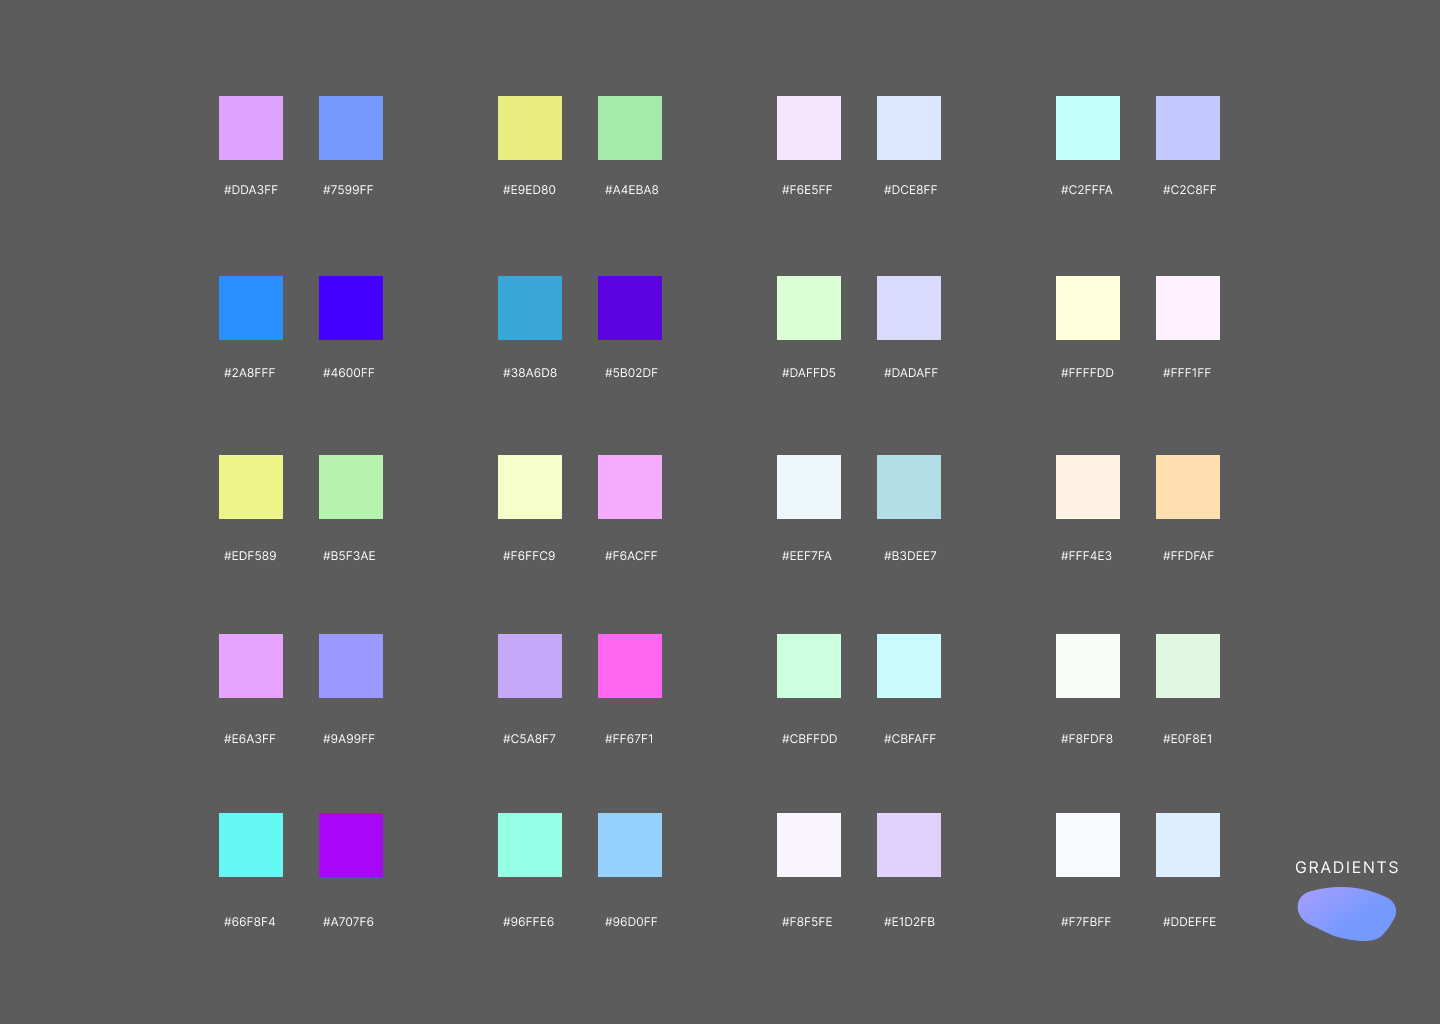 #DDA3FF #7599FF #E9ED80 #A4EBA8 #F6E5FF #DCE8FF #C2FFFA #C2C8FF
#2A8FFF #4600FF #38A6D8 #5B02DF #DAFFD5 #DADAFF #FFFFDD #FFF1FF
#EDF589 #B5F3AE #F6FFC9 #F6ACFF #EEF7FA #B3DEE7 #FFF4E3 #FFDFAF
#E6A3FF #9A99FF #C5A8F7 #FF67F1 #CBFFDD #CBFAFF #F8FDF8 #E0F8E1
GRADIENTS
#66F8F4 #A707F6 #96FFE6 #96D0FF #F8F5FE #E1D2FB #F7FBFF #DDEFFE